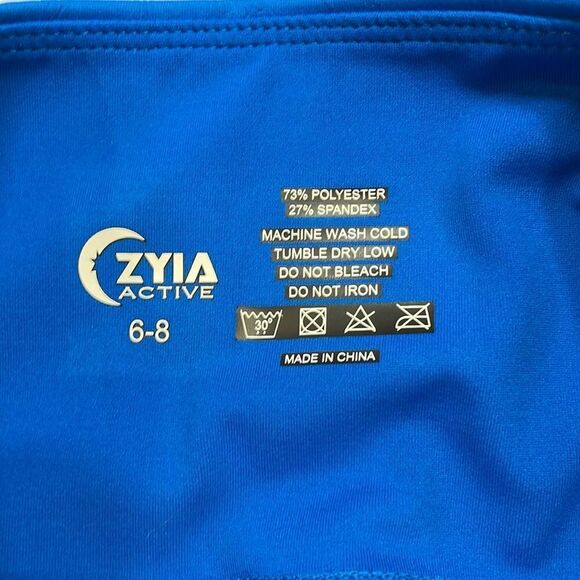 ZYIA
ACTIVE
6-8
73% POLYESTER
27% SPANDEX
MACHINE WASH COLD
TUMBLE DRY LOW
DO NOT BLEACH
DO NOT IRON
30°
MADE IN CHINA